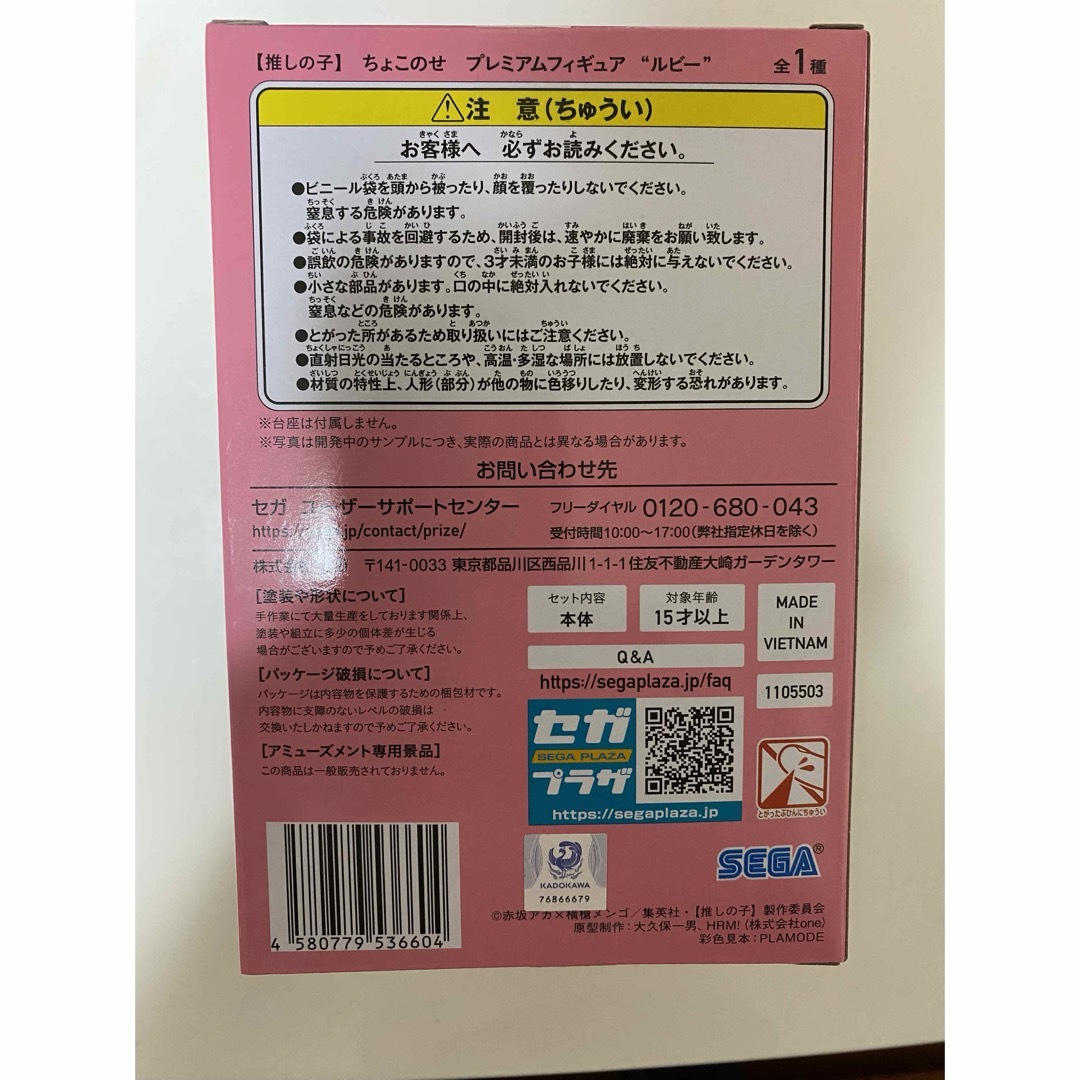 【推しの子】 ちょこのせ プレミアムフィギュア “ルビー” 全1種
注 意(ちゅうい)
お客様へ 必ずお読みください。
●ビニール袋を頭から被ったり、顔を覆ったりしないでください。
窒息する危険があります。
●袋による事故を回避するため、開封後は、速やかに廃棄をお願い致します。
●誤飲の危険がありますので、3才未満のお子様には絶対に与えないでください。
●小さな部品があります。口の中に絶対入れないでください。
窒息などの危険があります。
●とがった所があるため取り扱いにはご注意ください。
●直射日光の当たるところや、高温・多湿な場所には放置しないでください。
●材質の特性上、人形(部分)が他の物に色移りしたり、変形する恐れがあります。
※台座は付属しません。
※写真は開発中のサンプルにつき、実際の商品とは異なる場合があります。
お問い合わせ先
セガ ユーザーサポートセンター フリーダイヤル 0120-680-043
jp/contact/prize/ 受付時間10:00～17:00(弊社指定休日を除く)
〒141-0033 東京都品川区西品川1-1-1住友不動産大崎ガーデンタワー
[塗装や形状について]
手作業にて大量生産をしております関係上、
塗装や組立に多少の個体差が生じる
場合がございますので予めご了承ください。
[パッケージ破損について]
パッケージは内容物を保護するための梱包材です。
内容物に支障のないレベルの破損は
交換いたしかねますので予めご了承ください。
[アミューズメント専用景品]
この商品は一般販売されておりません。
セット内容
本体
対象年齢
15才以上
MADE
IN
VIETNAM
Q&A
https://segaplaza.jp/faq
1105503
セガ
SEGA PLAZA
プラザ
https://segaplaza.jp
とがったぶひんにちゅうい
KADOKAWA
76866679
SEGA®
4 580779 536604
©赤坂アカ×横槍メンゴ／集英社・【推しの子】製作委員会
原型制作：大久保一男、HRM!(株式会社one)
彩色見本：PLAMODE